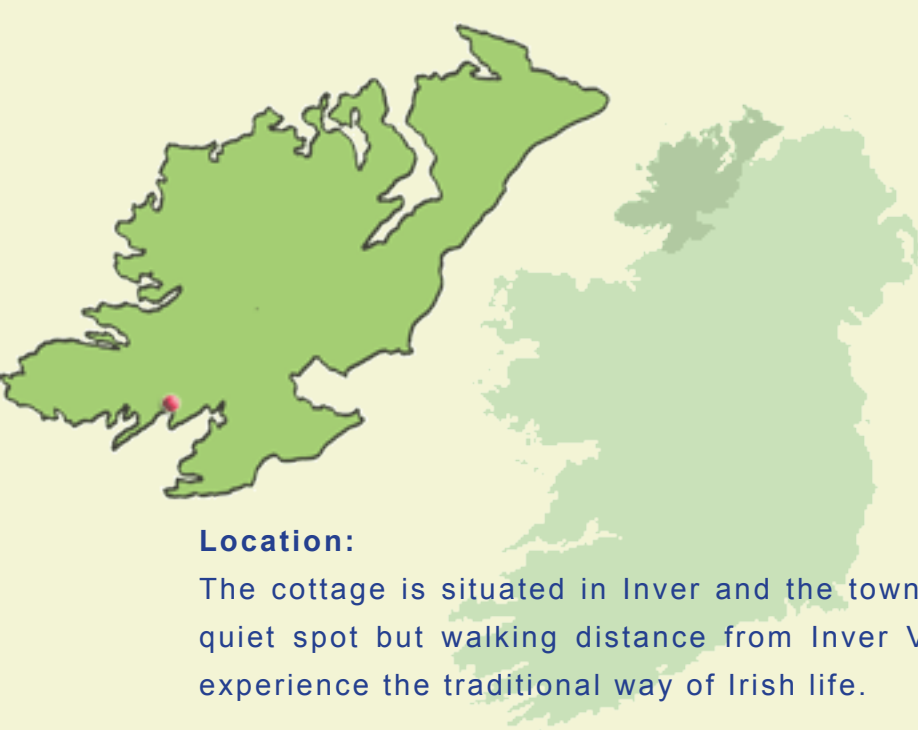 Location:
The cottage is situated in Inver and the town
quiet spot but walking distance from Inver V
experience the traditional way of Irish life.